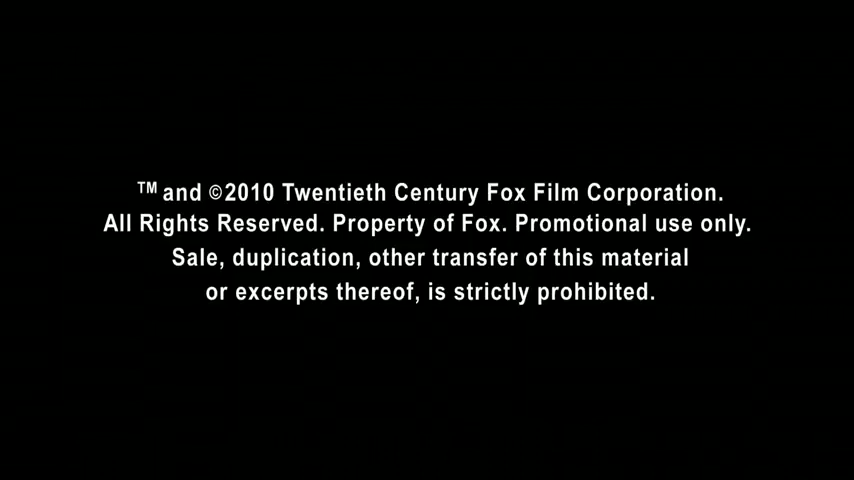 ™ and ©2010 Twentieth Century Fox Film Corporation.
All Rights Reserved. Property of Fox. Promotional use only.
Sale, duplication, other transfer of this material
or excerpts thereof, is strictly prohibited.